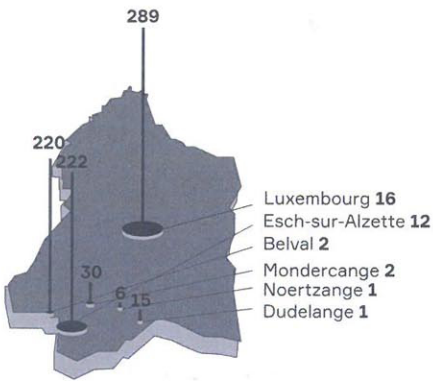 289
220
222
30
6
15
Luxembourg 16
Esch-sur-Alzette 12
Belval 2
Mondercange 2
Noertzange 1
Dudelange 1